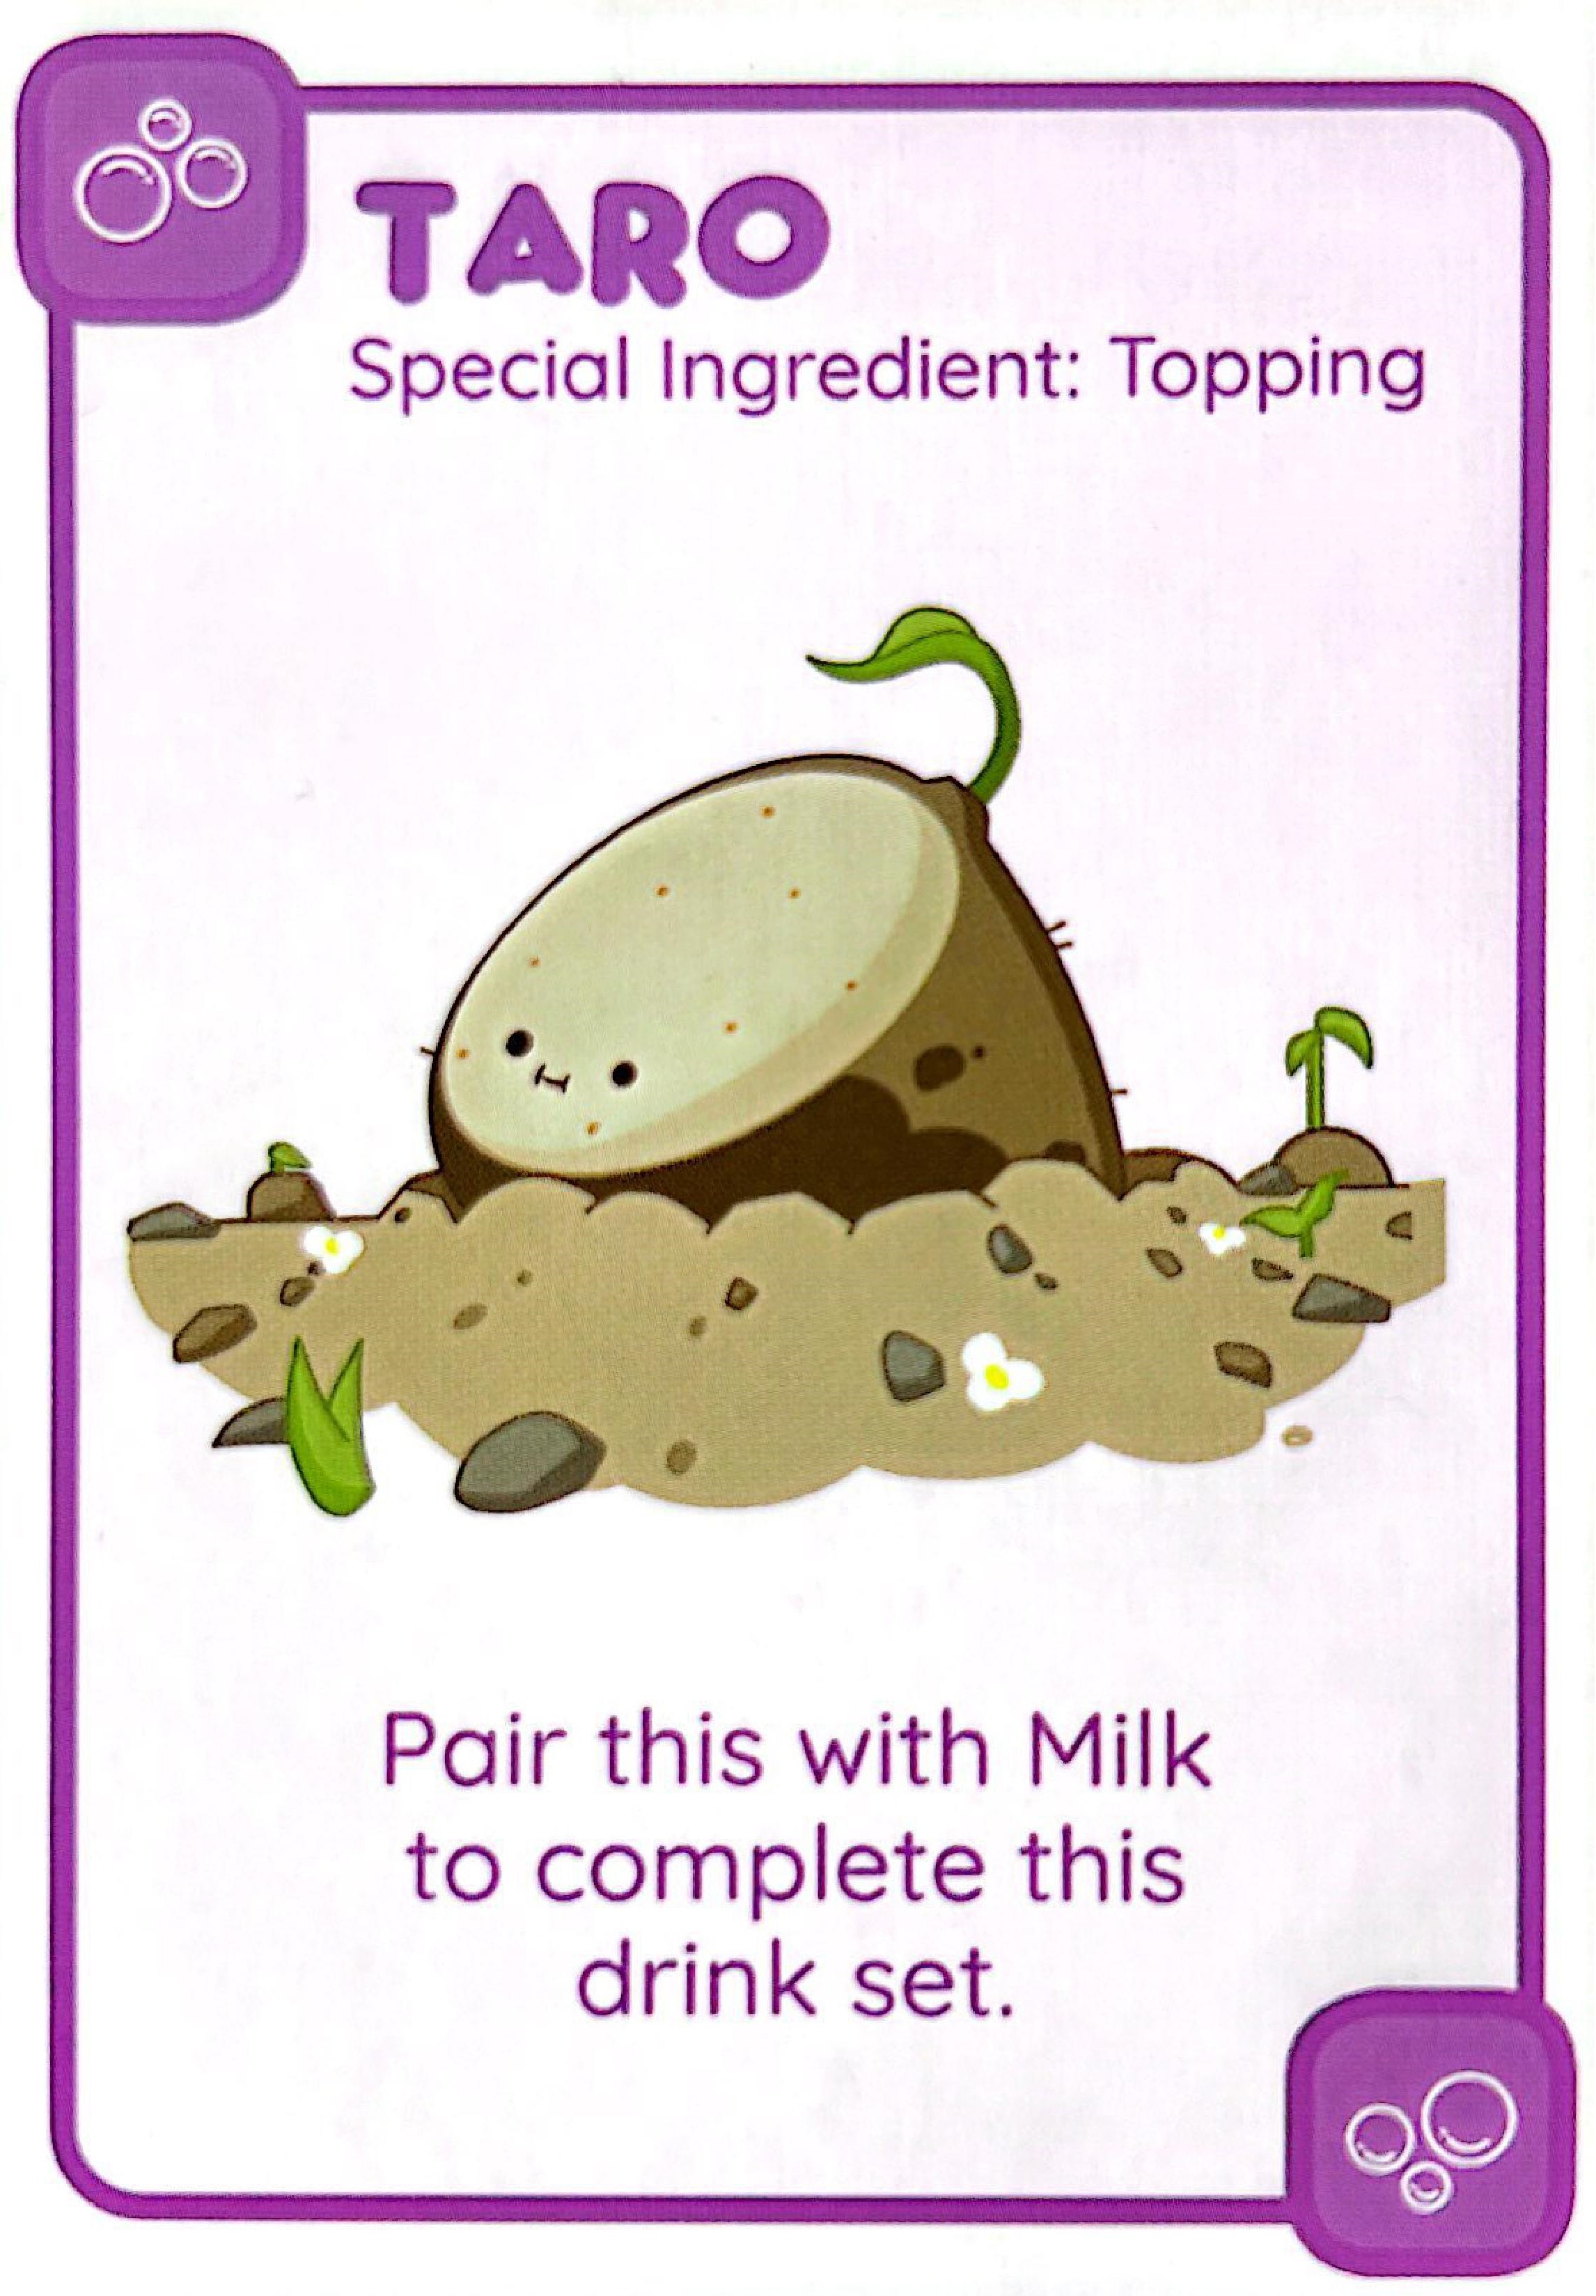 TARO
Special Ingredient: Topping
Pair this with Milk
to complete this
drink set.